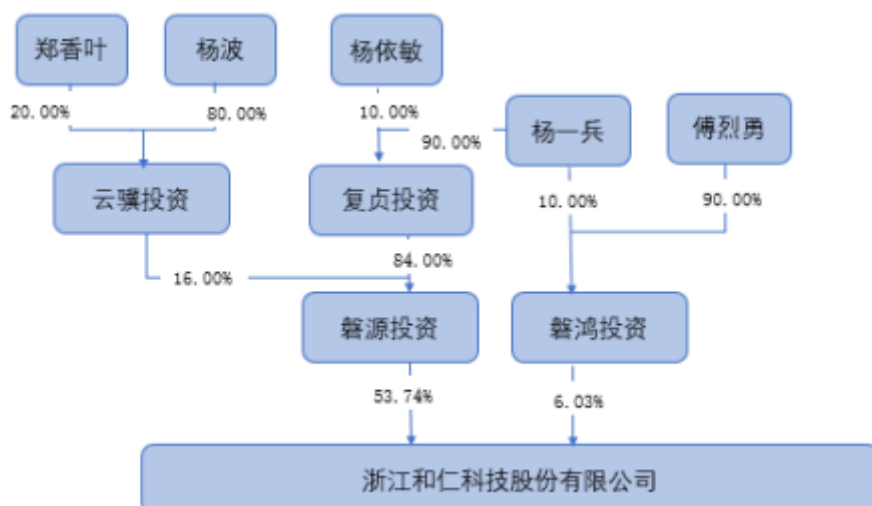 郑香叶
杨波
杨依敏
20.00%
80.00%
10.00%
90.00%
杨一兵
傅烈勇
云骥投资
复贞投资
10.00%
90.00%
16.00%
84.00%
磐源投资
磐鸿投资
53.74%
6.03%
浙江和仁科技股份有限公司